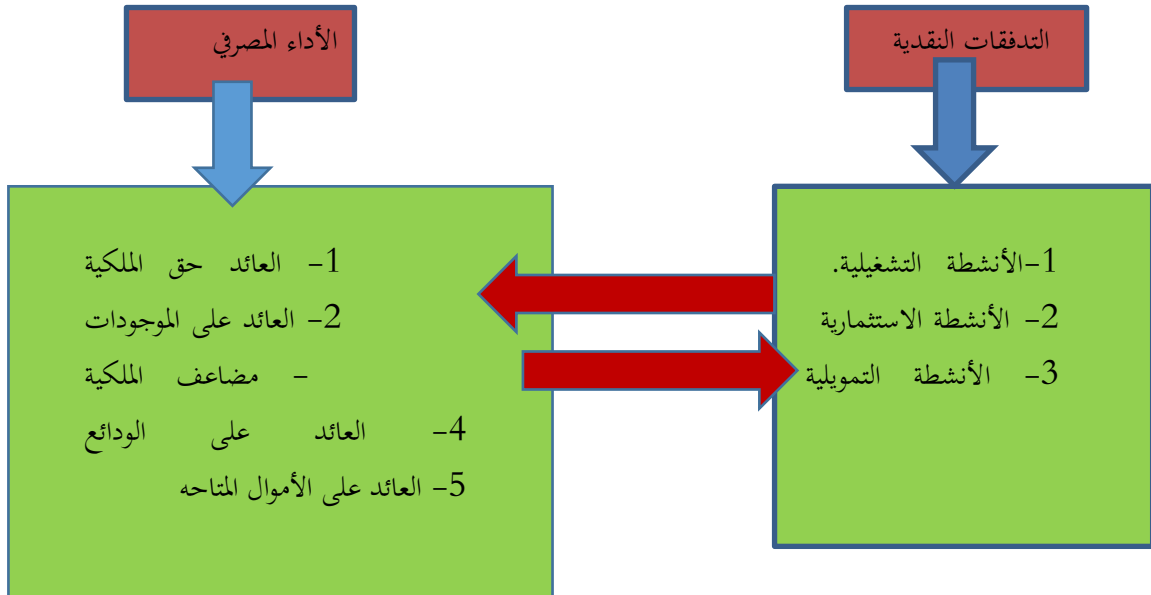 التدفقات النقدية
1-الأنشطة التشغيلية.
2- الأنشطة الاستثمارية
3- الأنشطة التمويلية
الأداء المصرفي
1- العائد حق الملكية
2- العائد على الموجودات
- مضاعف الملكية
4- العائد على الودائع
5- العائد على الأموال المتاحه